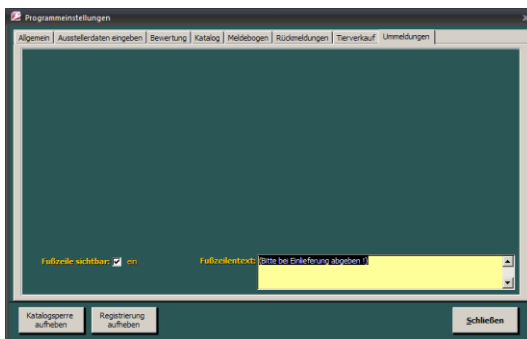 Programmeinstellungen
Allgemein Ausstellerdaten eingeben Bewertung Katalog Meldebogen Rückmeldungen Tierverkauf Ummeldungen
Fußzeile sichtbar: ein Fußzeilentext: (Bitte bei Einlieferung abgeben !)
Katalogsperre aufheben Registrierung aufheben Schließen